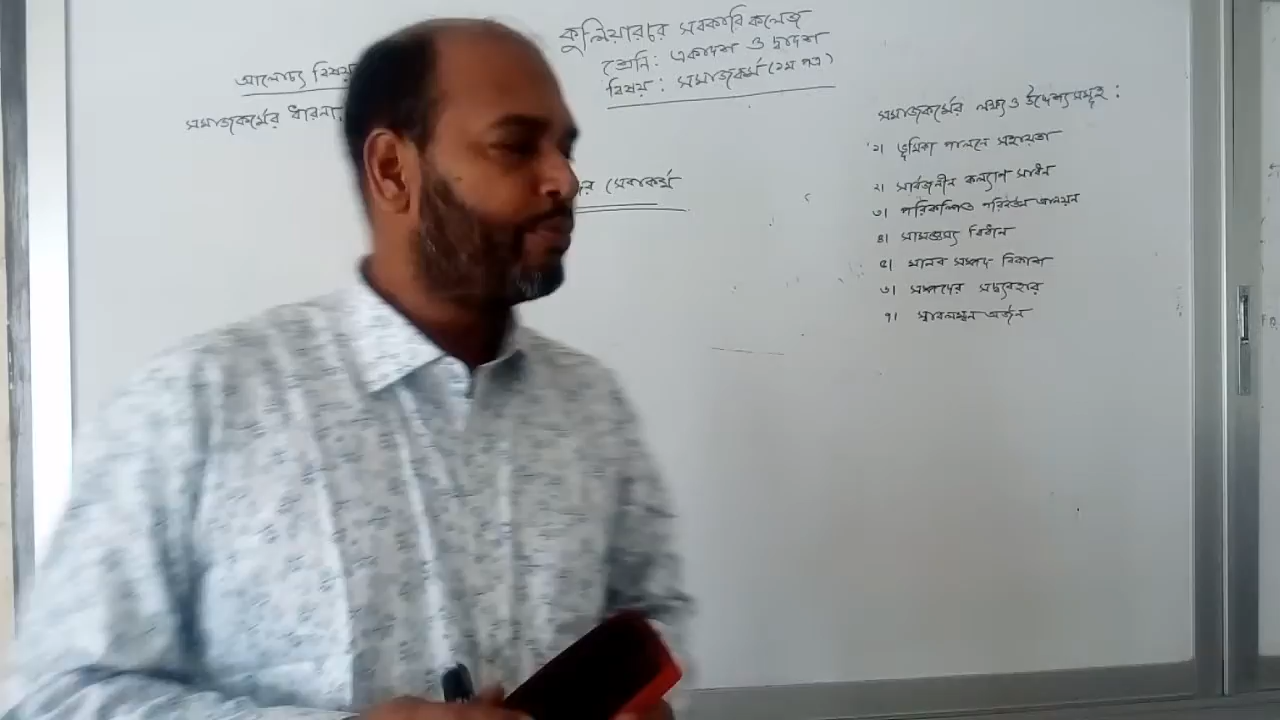 কুলিয়ারচর সরকারি কলেজ
শ্রেনি: একাদশ ও দ্বাদশ
বিষয়: সমাজকর্ম (১ম পত্র)
আলোচ্য বিষয়
সমাজকর্মের ধারনা,
সেবাকর্ম
সমাজকর্মের লক্ষ্য ও উদ্দেশ্যসমূহ:
১। ভূমিকা পালনে সহায়তা
২। সার্বজনীন কল্যাণ সাধন
৩। পরিকল্পিত পরিবর্তন আনয়ন
৪। সামঞ্জস্য বিধান
৫। মানব সম্পদ বিকাশ
৬। সম্পদের সদ্ব্যবহার
৭। স্বাবলম্বন অর্জন